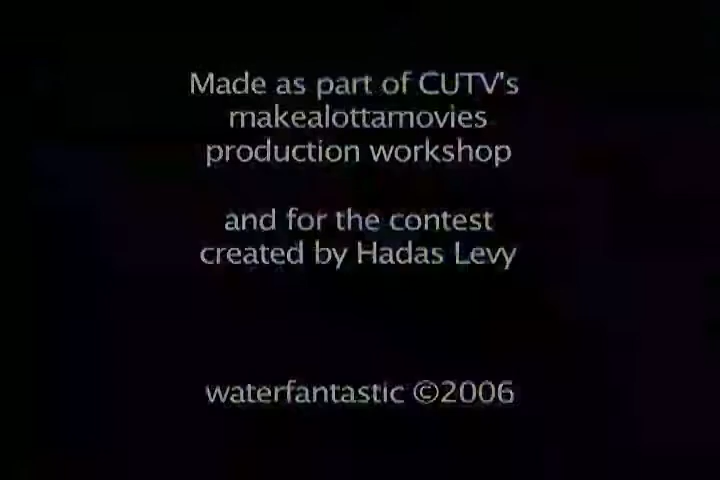 Made as part of CUTV's
makealottamovies
production workshop
and for the contest
created by Hadas Levy
waterfantastic ©2006